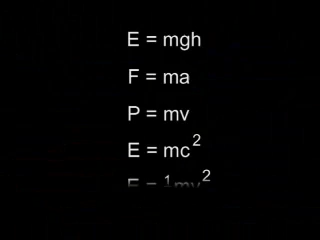 E = mgh
F = ma
P = mv
E = mc²